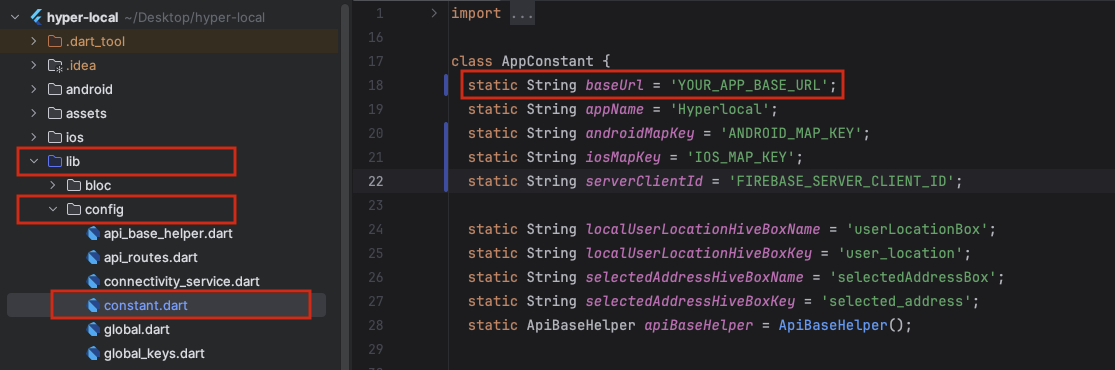 hyper-local ~/Desktop/hyper-local
.dart_tool
.idea
android
assets
ios
lib
bloc
config
api_base_helper.dart
api_routes.dart
connectivity_service.dart
constant.dart
global.dart
global_keys.dart
1 import ...
16
17 class AppConstant {
18 static String baseUrl = 'YOUR_APP_BASE_URL';
19 static String appName = 'Hyperlocal';
20 static String androidMapKey = 'ANDROID_MAP_KEY';
21 static String iosMapKey = 'IOS_MAP_KEY';
22 static String serverClientId = 'FIREBASE_SERVER_CLIENT_ID';
23
24 static String localUserLocationHiveBoxName = 'userLocationBox';
25 static String localUserLocationHiveBoxKey = 'user_location';
26 static String selectedAddressHiveBoxName = 'selectedAddressBox';
27 static String selectedAddressHiveBoxKey = 'selected_address';
28 static ApiBaseHelper apiBaseHelper = ApiBaseHelper();
29